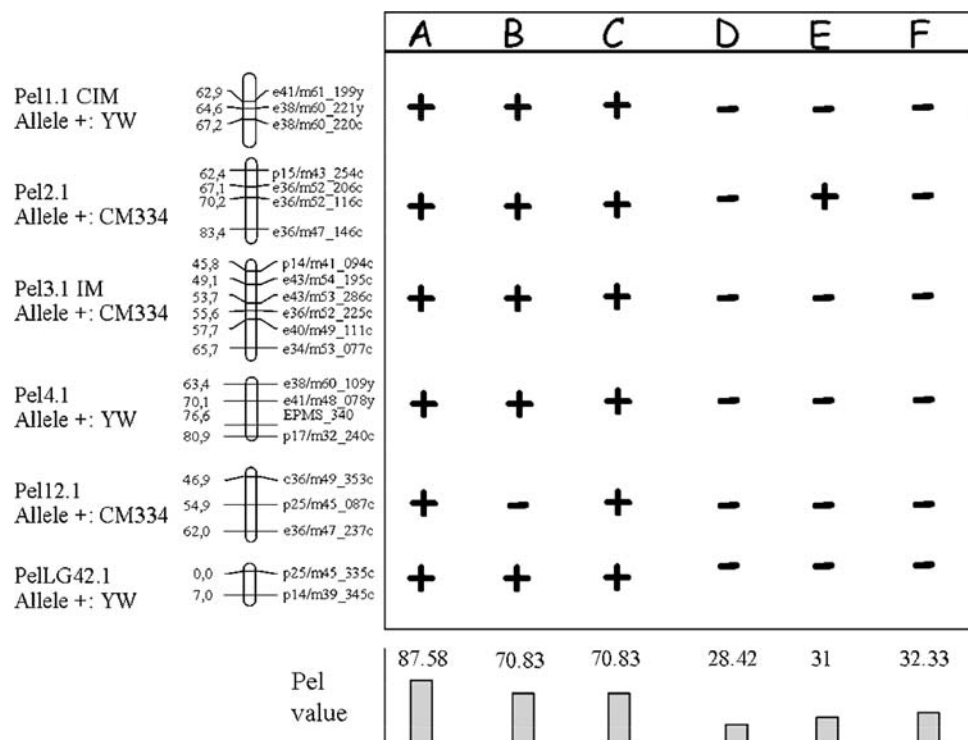 A B C D E F
Pel1.1 CIM
Allele +: YW
62,9 e41/m61_199y
64,6 e38/m60_221y
67,2 e38/m60_220c
+ + + - - -
Pel2.1
Allele +: CM334
62,4 p15/m43_254c
67,1 e36/m52_206c
70,2 e36/m52_116c
83,4 e36/m47_146c
+ + + - + -
Pel3.1 IM
Allele +: CM334
45,8 p14/m41_094c
49,1 e43/m54_195c
53,7 e43/m53_286c
55,6 e36/m52_225c
57,7 e40/m49_111c
65,7 e34/m53_077c
+ + + - - -
Pel4.1
Allele +: YW
63,4 e38/m60_109y
70,1 e41/m48_078y
76,6 EPMS_340
80,9 p17/m32_240c
+ + + - - -
Pel12.1
Allele +: CM334
46,9 c36/m49_353c
54,9 p25/m45_087c
62,0 e36/m47_237c
+ - + - - -
PelLG42.1
Allele +: YW
0,0 p25/m45_335c
7,0 p14/m39_345c
+ + + - - -
Pel
value
87.58 70.83 70.83 28.42 31 32.33